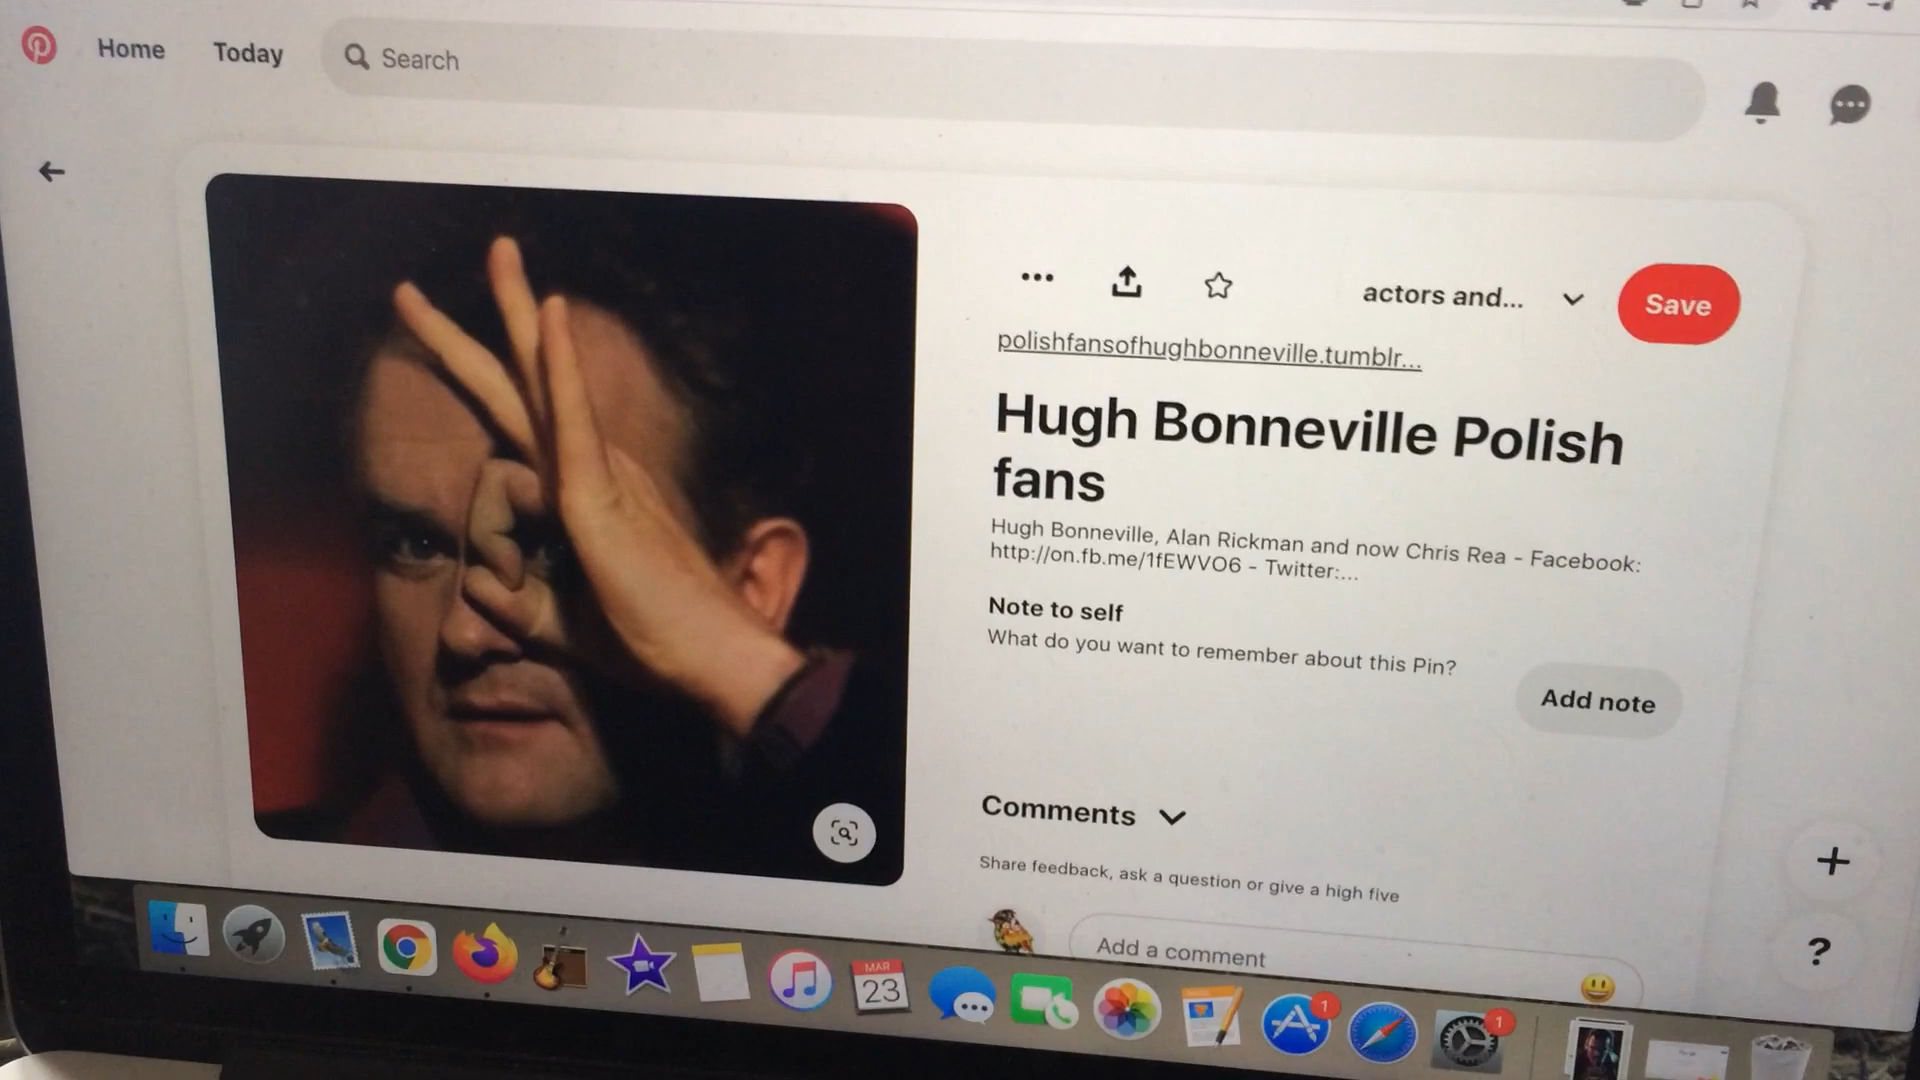 Home
Today
Search
actors and...
Save
polishfansofhughbonneville.tumblr...
Hugh Bonneville Polish
fans
Hugh Bonneville, Alan Rickman and now Chris Rea - Facebook:
http://on.fb.me/1fEWVO6 - Twitter:...
Note to self
What do you want to remember about this Pin?
Add note
Comments
Share feedback, ask a question or give a high five
Add a comment
?
MAR
23
1
1